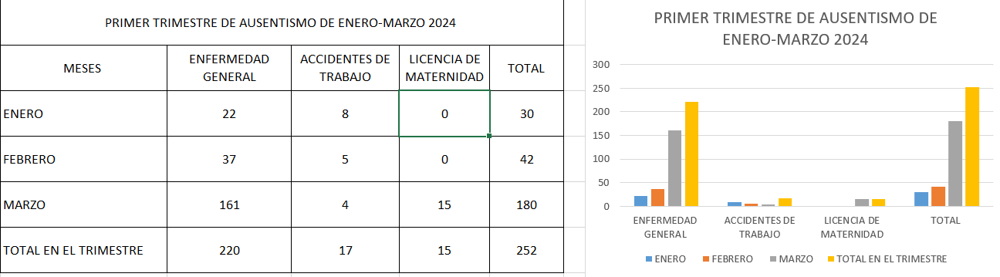 PRIMER TRIMESTRE DE AUSENTISMO DE ENERO-MARZO 2024
MESES
ENFERMEDAD
GENERAL
ACCIDENTES DE
TRABAJO
LICENCIA DE
MATERNIDAD
TOTAL
ENERO 22 8 0 30
FEBRERO 37 5 0 42
MARZO 161 4 15 180
TOTAL EN EL TRIMESTRE 220 17 15 252
PRIMER TRIMESTRE DE AUSENTISMO DE
ENERO-MARZO 2024
300
250
200
150
100
50
0
ENFERMEDAD
GENERAL
ACCIDENTES DE
TRABAJO
LICENCIA DE
MATERNIDAD
TOTAL
ENERO FEBRERO MARZO TOTAL EN EL TRIMESTRE